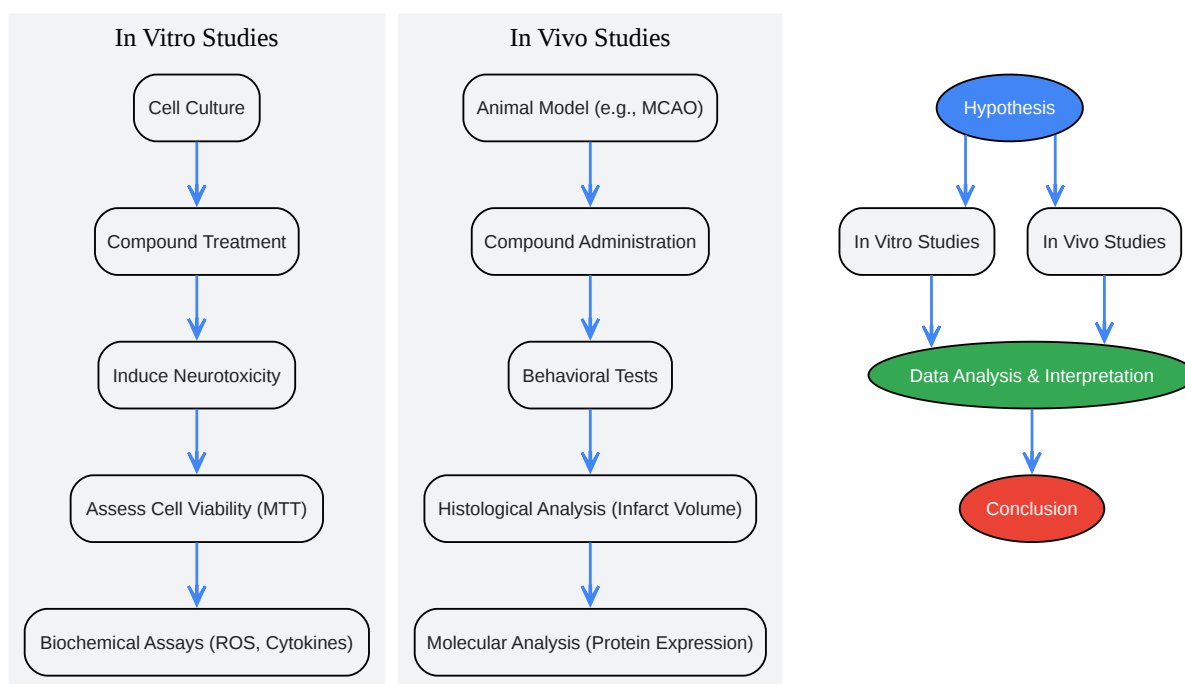 In Vitro Studies
Cell Culture
Compound Treatment
Induce Neurotoxicity
Assess Cell Viability (MTT)
Biochemical Assays (ROS, Cytokines)
In Vivo Studies
Animal Model (e.g., MCAO)
Compound Administration
Behavioral Tests
Histological Analysis (Infarct Volume)
Molecular Analysis (Protein Expression)
Hypothesis
In Vitro Studies
In Vivo Studies
Data Analysis & Interpretation
Conclusion